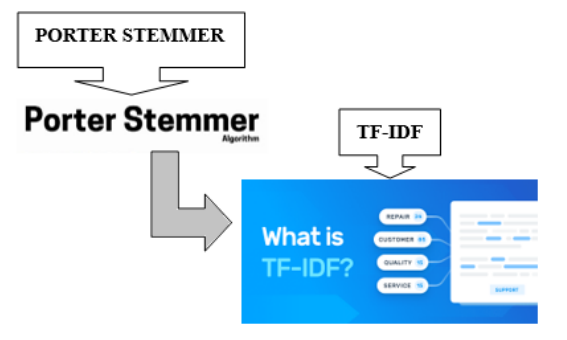 PORTER STEMMER
Porter Stemmer
Algorithm
TF-IDF
What is
TF-IDF?
REPAIR
CUSTOMER
QUALITY
SERVICE
SUPPORT